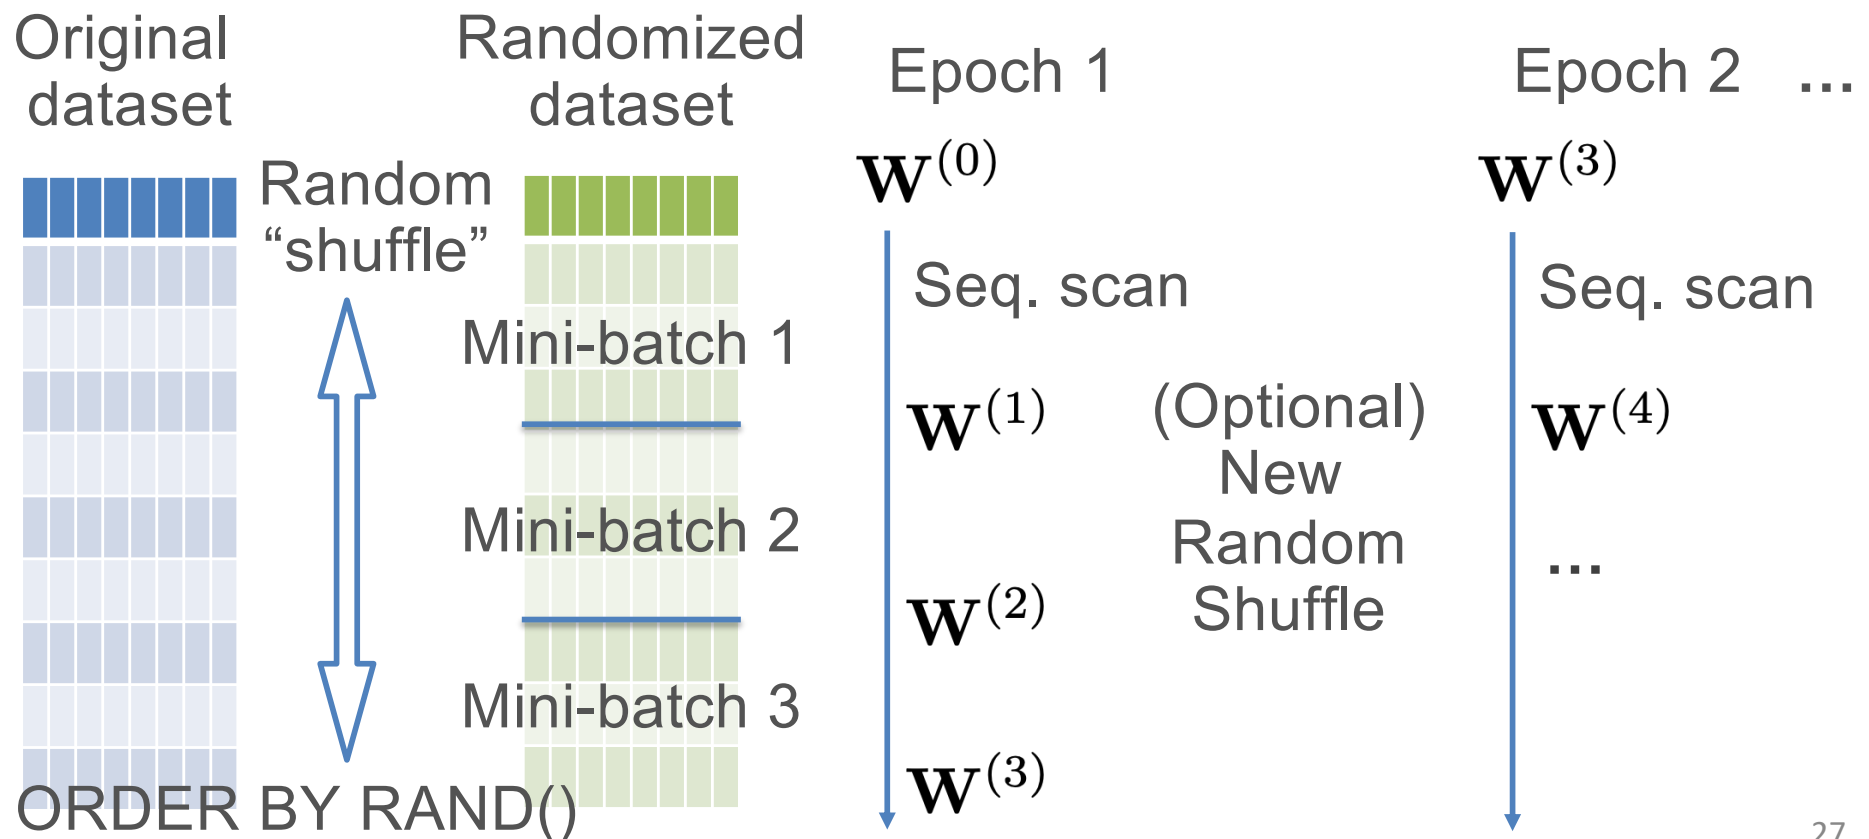 Original
dataset
Random
“shuffle”
ORDER BY RAND()
Randomized
dataset
Mini-batch 1
Mini-batch 2
Mini-batch 3
Epoch 1
W⁽⁰⁾
Seq. scan
W⁽¹⁾
W⁽²⁾
W⁽³⁾
(Optional)
New
Random
Shuffle
Epoch 2 ...
W⁽³⁾
Seq. scan
W⁽⁴⁾
...
27